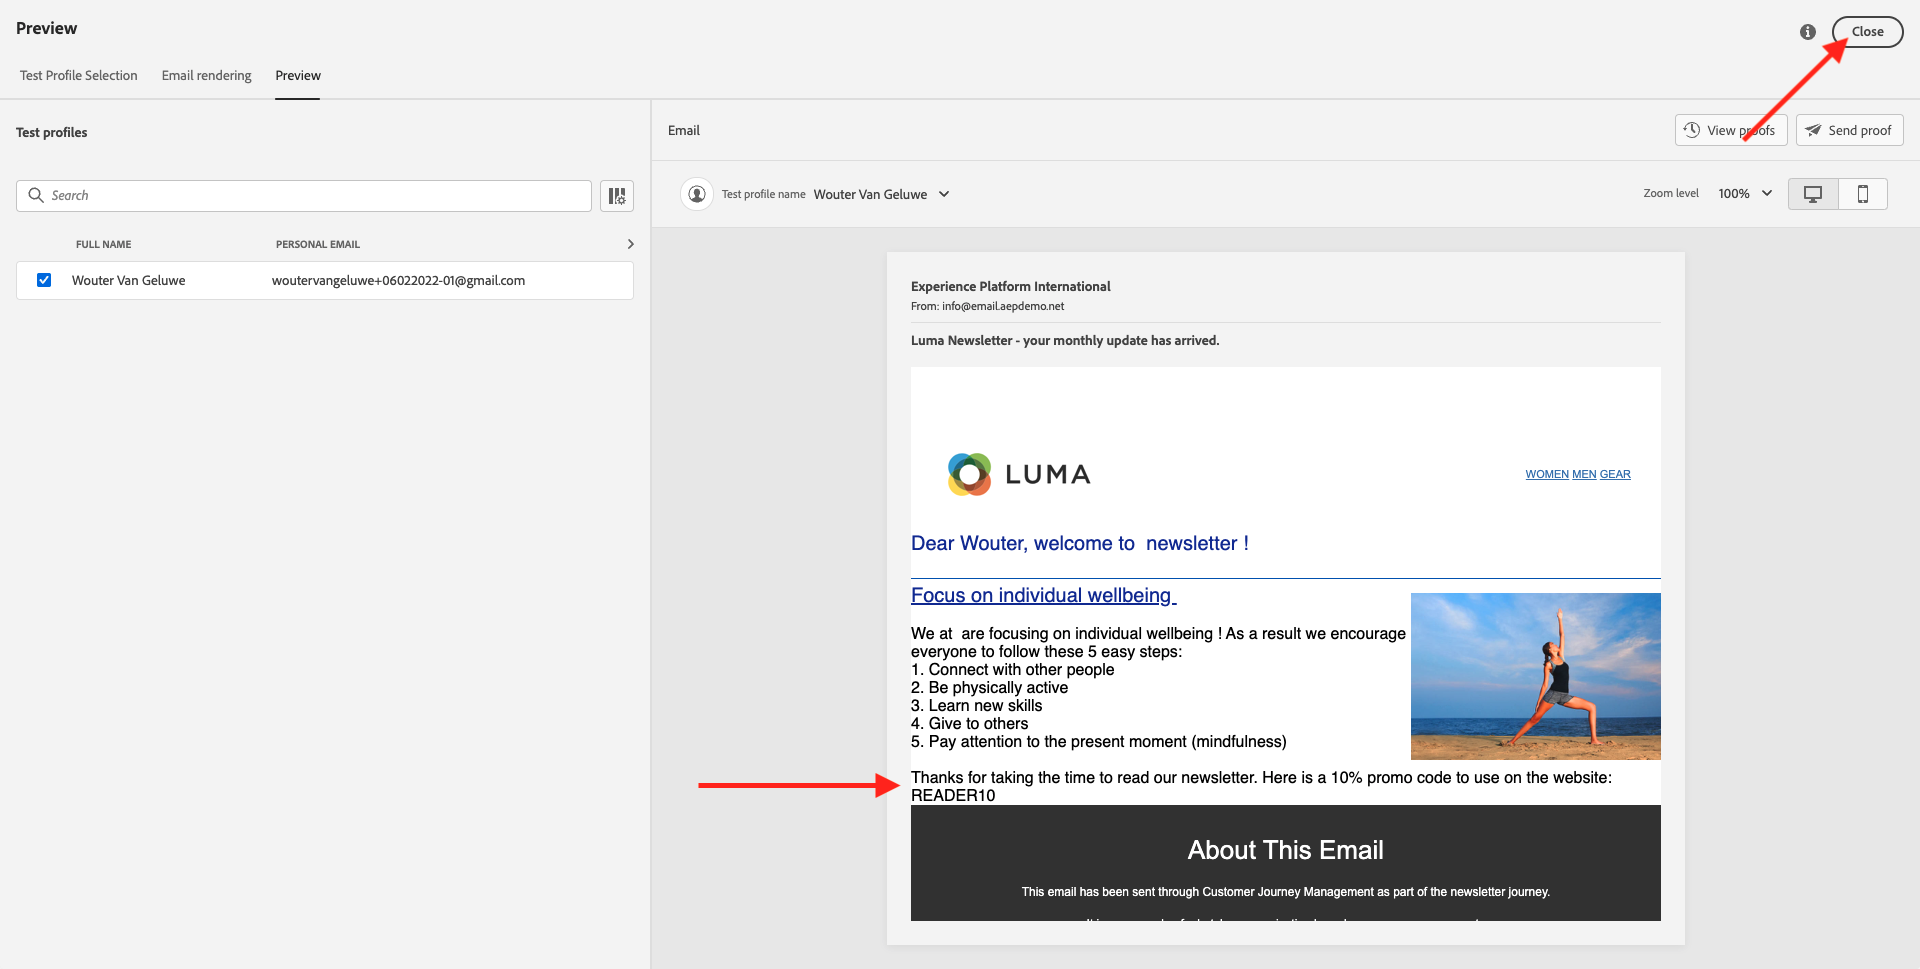 Preview
Close
Test Profile Selection
Email rendering
Preview
Test profiles
Search
FULL NAME
PERSONAL EMAIL
Wouter Van Geluwe
woutervangeluwe+06022022-01@gmail.com
Email
View proofs
Send proof
Test profile name
Wouter Van Geluwe
Zoom level
100%
Experience Platform International
From: info@email.aepdemo.net
Luma Newsletter - your monthly update has arrived.
LUMA
WOMEN MEN GEAR
Dear Wouter, welcome to  newsletter !
Focus on individual wellbeing
We at  are focusing on individual wellbeing ! As a result we encourage
everyone to follow these 5 easy steps:
1. Connect with other people
2. Be physically active
3. Learn new skills
4. Give to others
5. Pay attention to the present moment (mindfulness)
Thanks for taking the time to read our newsletter. Here is a 10% promo code to use on the website:
READER10
About This Email
This email has been sent through Customer Journey Management as part of the newsletter journey.